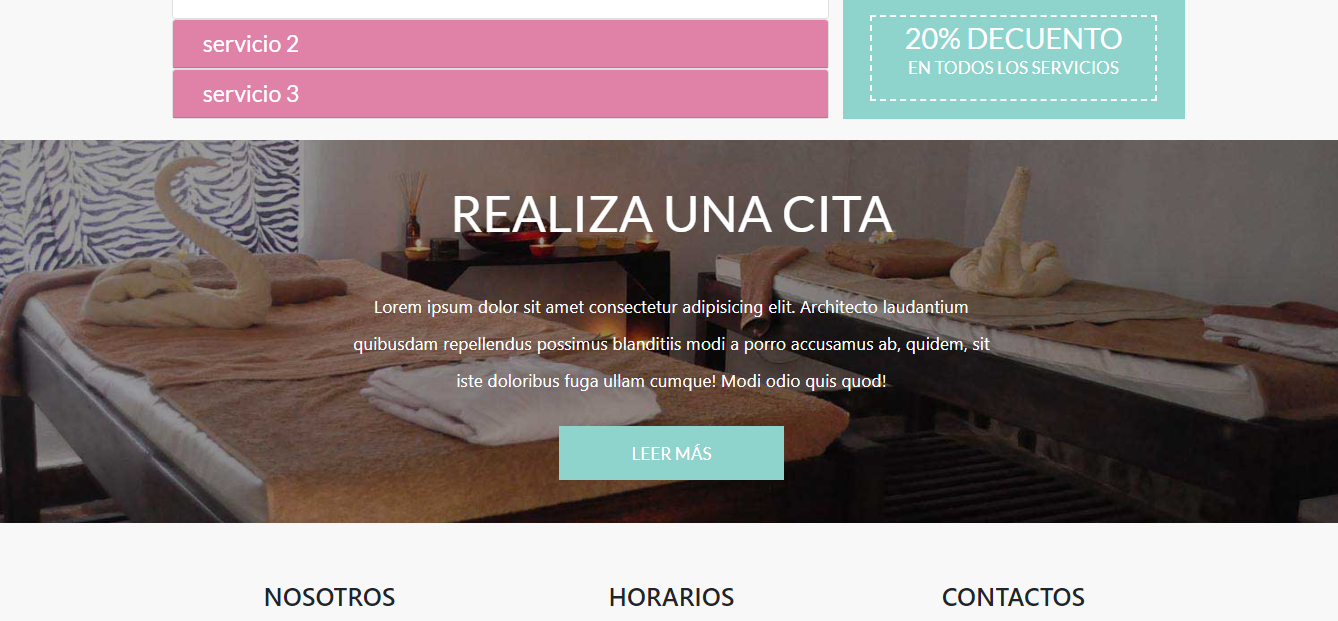 servicio 2
20% DECUENTO
EN TODOS LOS SERVICIOS
servicio 3
REALIZA UNA CITA
Lorem ipsum dolor sit amet consectetur adipisicing elit. Architecto laudantium
quibusdam repellendus possimus blanditiis modi a porro accusamus ab, quidem, sit
iste doloribus fuga ullam cumque! Modi odio quis quod!
LEER MÁS
NOSOTROS
HORARIOS
CONTACTOS